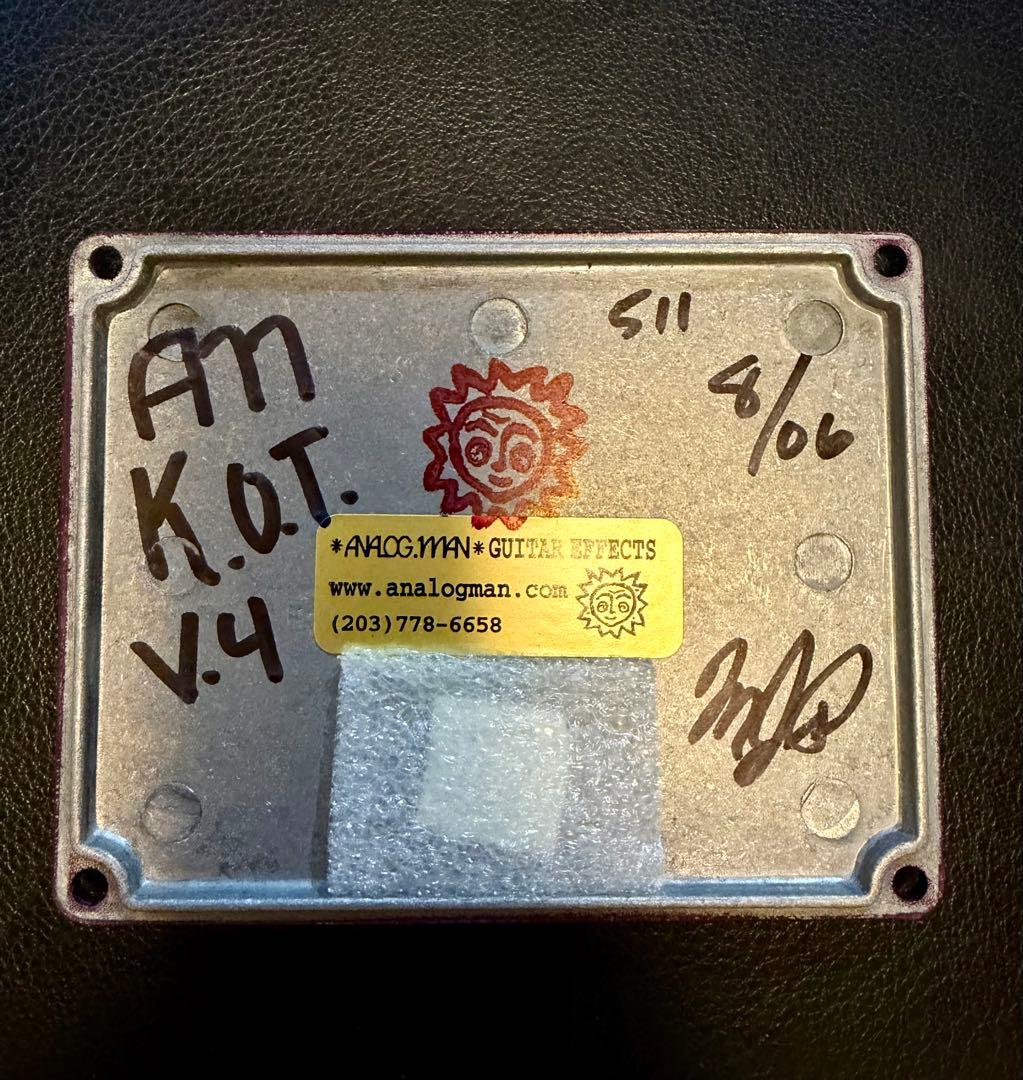 511
AM
8/06
K.O.T.
V.4
*ANALOG.MAN*GUITAR EFFECTS
www.analogman.com
(203)778-6658